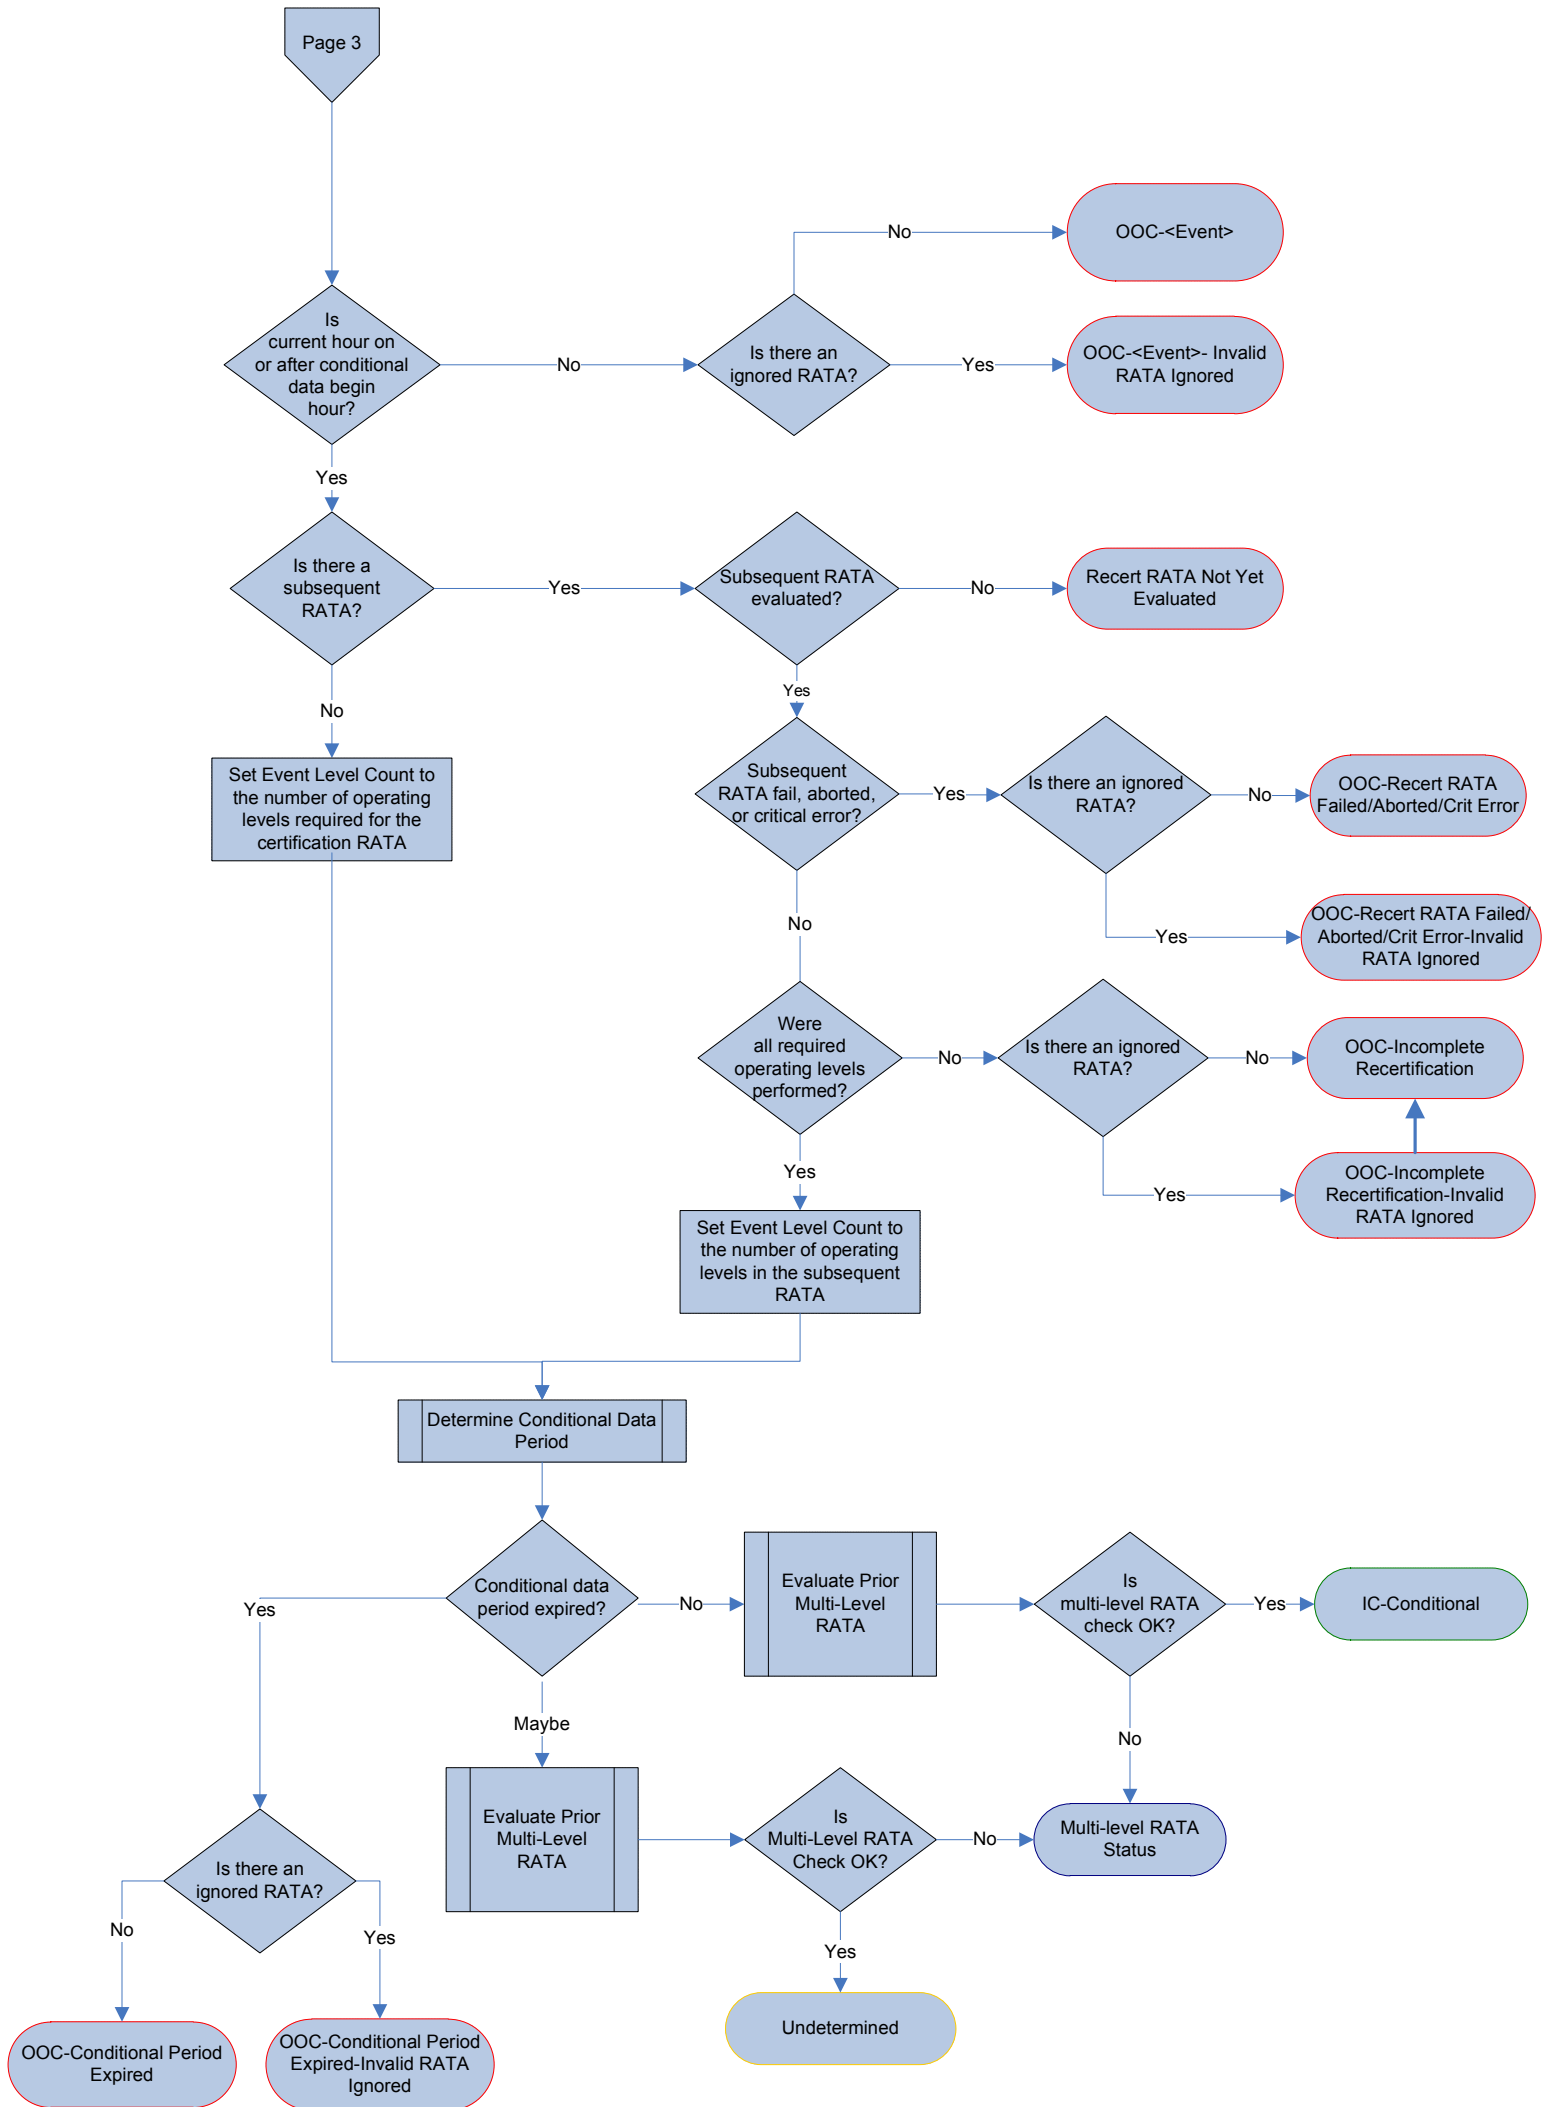 Page 3
No
OOC-<Event>
Is
current hour on
or after conditional
data begin
hour?
No
Is there an
ignored RATA?
Yes
OOC-<Event>- Invalid
RATA Ignored
Yes
Is there a
subsequent
RATA?
Yes
Subsequent RATA
evaluated?
No
Recert RATA Not Yet
Evaluated
No
Yes
Set Event Level Count to
the number of operating
levels required for the
certification RATA
Subsequent
RATA fail, aborted,
or critical error?
Yes
Is there an ignored
RATA?
No
OOC-Recert RATA
Failed/Aborted/Crit Error
No
Yes
OOC-Recert RATA Failed/
Aborted/Crit Error-Invalid
RATA Ignored
Were
all required
operating levels
performed?
No
Is there an ignored
RATA?
No
OOC-Incomplete
Recertification
Yes
Yes
OOC-Incomplete
Recertification-Invalid
RATA Ignored
Set Event Level Count to
the number of operating
levels in the subsequent
RATA
Determine Conditional Data
Period
Conditional data
period expired?
Yes
No
Evaluate Prior
Multi-Level
RATA
Is
multi-level RATA
check OK?
Yes
IC-Conditional
Maybe
No
Evaluate Prior
Multi-Level
RATA
Is
Multi-Level RATA
Check OK?
No
Multi-level RATA
Status
Is there an
ignored RATA?
No
Yes
Yes
OOC-Conditional Period
Expired
OOC-Conditional Period
Expired-Invalid RATA
Ignored
Undetermined